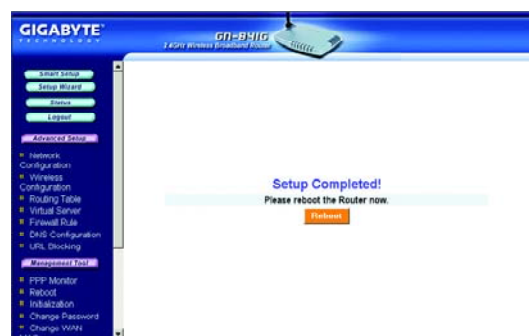 GIGABYTE
TECHNOLOGY
GN-B41G
2.4GHz Wireless Broadband Router
Smart Setup
Setup Wizard
Status
Logout
Advanced Setup
Network
Configuration
Wireless
Configuration
Routing Table
Virtual Server
Firewall Rule
DNS Configuration
URL Blocking
Management Tool
PPP Monitor
Reboot
Initialization
Change Password
Change WAN
Setup Completed!
Please reboot the Router now.
Reboot